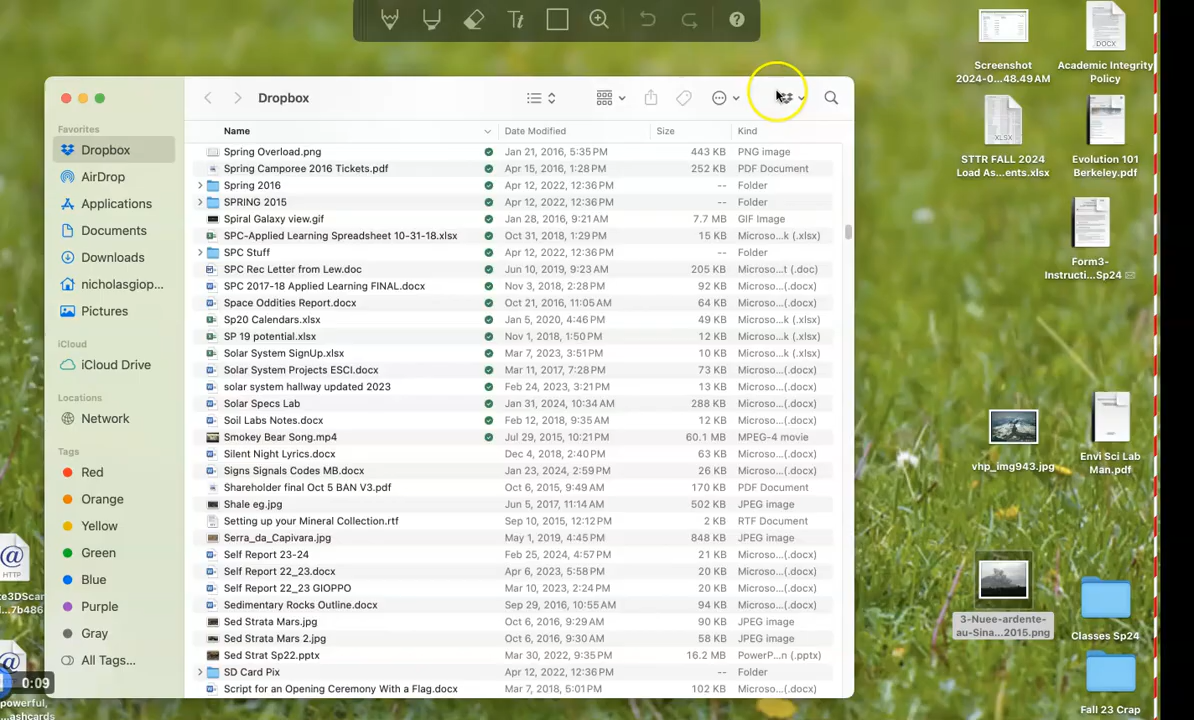 Tt
?
Dropbox
Favorites
Dropbox
AirDrop
Applications
Documents
Downloads
nicholasgiop...
Pictures
iCloud
iCloud Drive
Locations
Network
Tags
Red
Orange
Yellow
Green
Blue
Purple
Gray
All Tags...
Name Date Modified Size Kind
Spring Overload.png Jan 21, 2016, 5:35 PM 443 KB PNG image
Spring Camporee 2016 Tickets.pdf Apr 15, 2016, 1:28 PM 252 KB PDF Document
Spring 2016 Apr 12, 2022, 12:36 PM -- Folder
SPRING 2015 Apr 12, 2022, 12:36 PM -- Folder
Spiral Galaxy view.gif Jan 28, 2016, 9:21 AM 7.7 MB GIF Image
SPC-Applied Learning Spreadsheet 10-31-18.xlsx Oct 31, 2018, 1:29 PM 15 KB Microso...k (.xlsx)
SPC Stuff Apr 12, 2022, 12:36 PM -- Folder
SPC Rec Letter from Lew.doc Jun 10, 2019, 9:23 AM 205 KB Microso...t (.doc)
SPC 2017-18 Applied Learning FINAL.docx Nov 3, 2018, 2:28 PM 92 KB Microso...(.docx)
Space Oddities Report.docx Oct 21, 2016, 11:05 AM 64 KB Microso...(.docx)
Sp20 Calendars.xlsx Jan 5, 2020, 4:46 PM 49 KB Microso...k (.xlsx)
SP 19 potential.xlsx Nov 1, 2018, 1:50 PM 12 KB Microso...k (.xlsx)
Solar System SignUp.xlsx Mar 7, 2023, 3:51 PM 10 KB Microso...k (.xlsx)
Solar System Projects ESCI.docx Mar 11, 2017, 7:28 PM 73 KB Microso...(.docx)
solar system hallway updated 2023 Feb 24, 2023, 3:21 PM 13 KB Microso...(.docx)
Solar Specs Lab Jan 31, 2024, 10:34 AM 288 KB Microso...(.docx)
Soil Labs Notes.docx Feb 12, 2018, 9:35 AM 12 KB Microso...(.docx)
Smokey Bear Song.mp4 Jul 29, 2015, 10:21 PM 60.1 MB MPEG-4 movie
Silent Night Lyrics.docx Dec 4, 2018, 2:40 PM 63 KB Microso...(.docx)
Signs Signals Codes MB.docx Jan 23, 2024, 2:59 PM 26 KB Microso...(.docx)
Shareholder final Oct 5 BAN V3.pdf Oct 6, 2015, 9:49 AM 170 KB PDF Document
Shale eg.jpg Jun 5, 2017, 11:14 AM 502 KB JPEG image
Setting up your Mineral Collection.rtf Sep 10, 2015, 12:12 PM 2 KB RTF Document
Serra_da_Capivara.jpg May 1, 2019, 4:45 PM 848 KB JPEG image
Self Report 23-24 Feb 25, 2024, 4:57 PM 21 KB Microso...(.docx)
Self Report 22_23.docx Apr 6, 2023, 5:58 PM 20 KB Microso...(.docx)
Self Report 22_23 GIOPPO Mar 10, 2023, 2:24 PM 20 KB Microso...(.docx)
Sedimentary Rocks Outline.docx Sep 29, 2016, 10:55 AM 94 KB Microso...(.docx)
Sed Strata Mars.jpg Oct 6, 2016, 9:29 AM 90 KB JPEG image
Sed Strata Mars 2.jpg Oct 6, 2016, 9:30 AM 58 KB JPEG image
Sed Strat Sp22.pptx Mar 30, 2022, 9:35 PM 16.2 MB PowerP...n (.pptx)
SD Card Pix Apr 12, 2022, 12:36 PM -- Folder
Script for an Opening Ceremony With a Flag.docx Mar 7, 2018, 5:01 PM 102 KB Microso...(.docx)
Screenshot
2024-0...48.49 AM
DOCX
Academic Integrity
Policy
XLSX
STTR FALL 2024
Load As...ents.xlsx
Evolution 101
Berkeley.pdf
Form3-
Instructi...Sp24
vhp_img943.jpg
Envi Sci Lab
Man.pdf
3-Nuee-ardente-
au-Sina...2015.png
Classes Sp24
Fall 23 Crap
@
HTTP
te3DScar
...7b486
@
0:09
powerful,
...ashcards